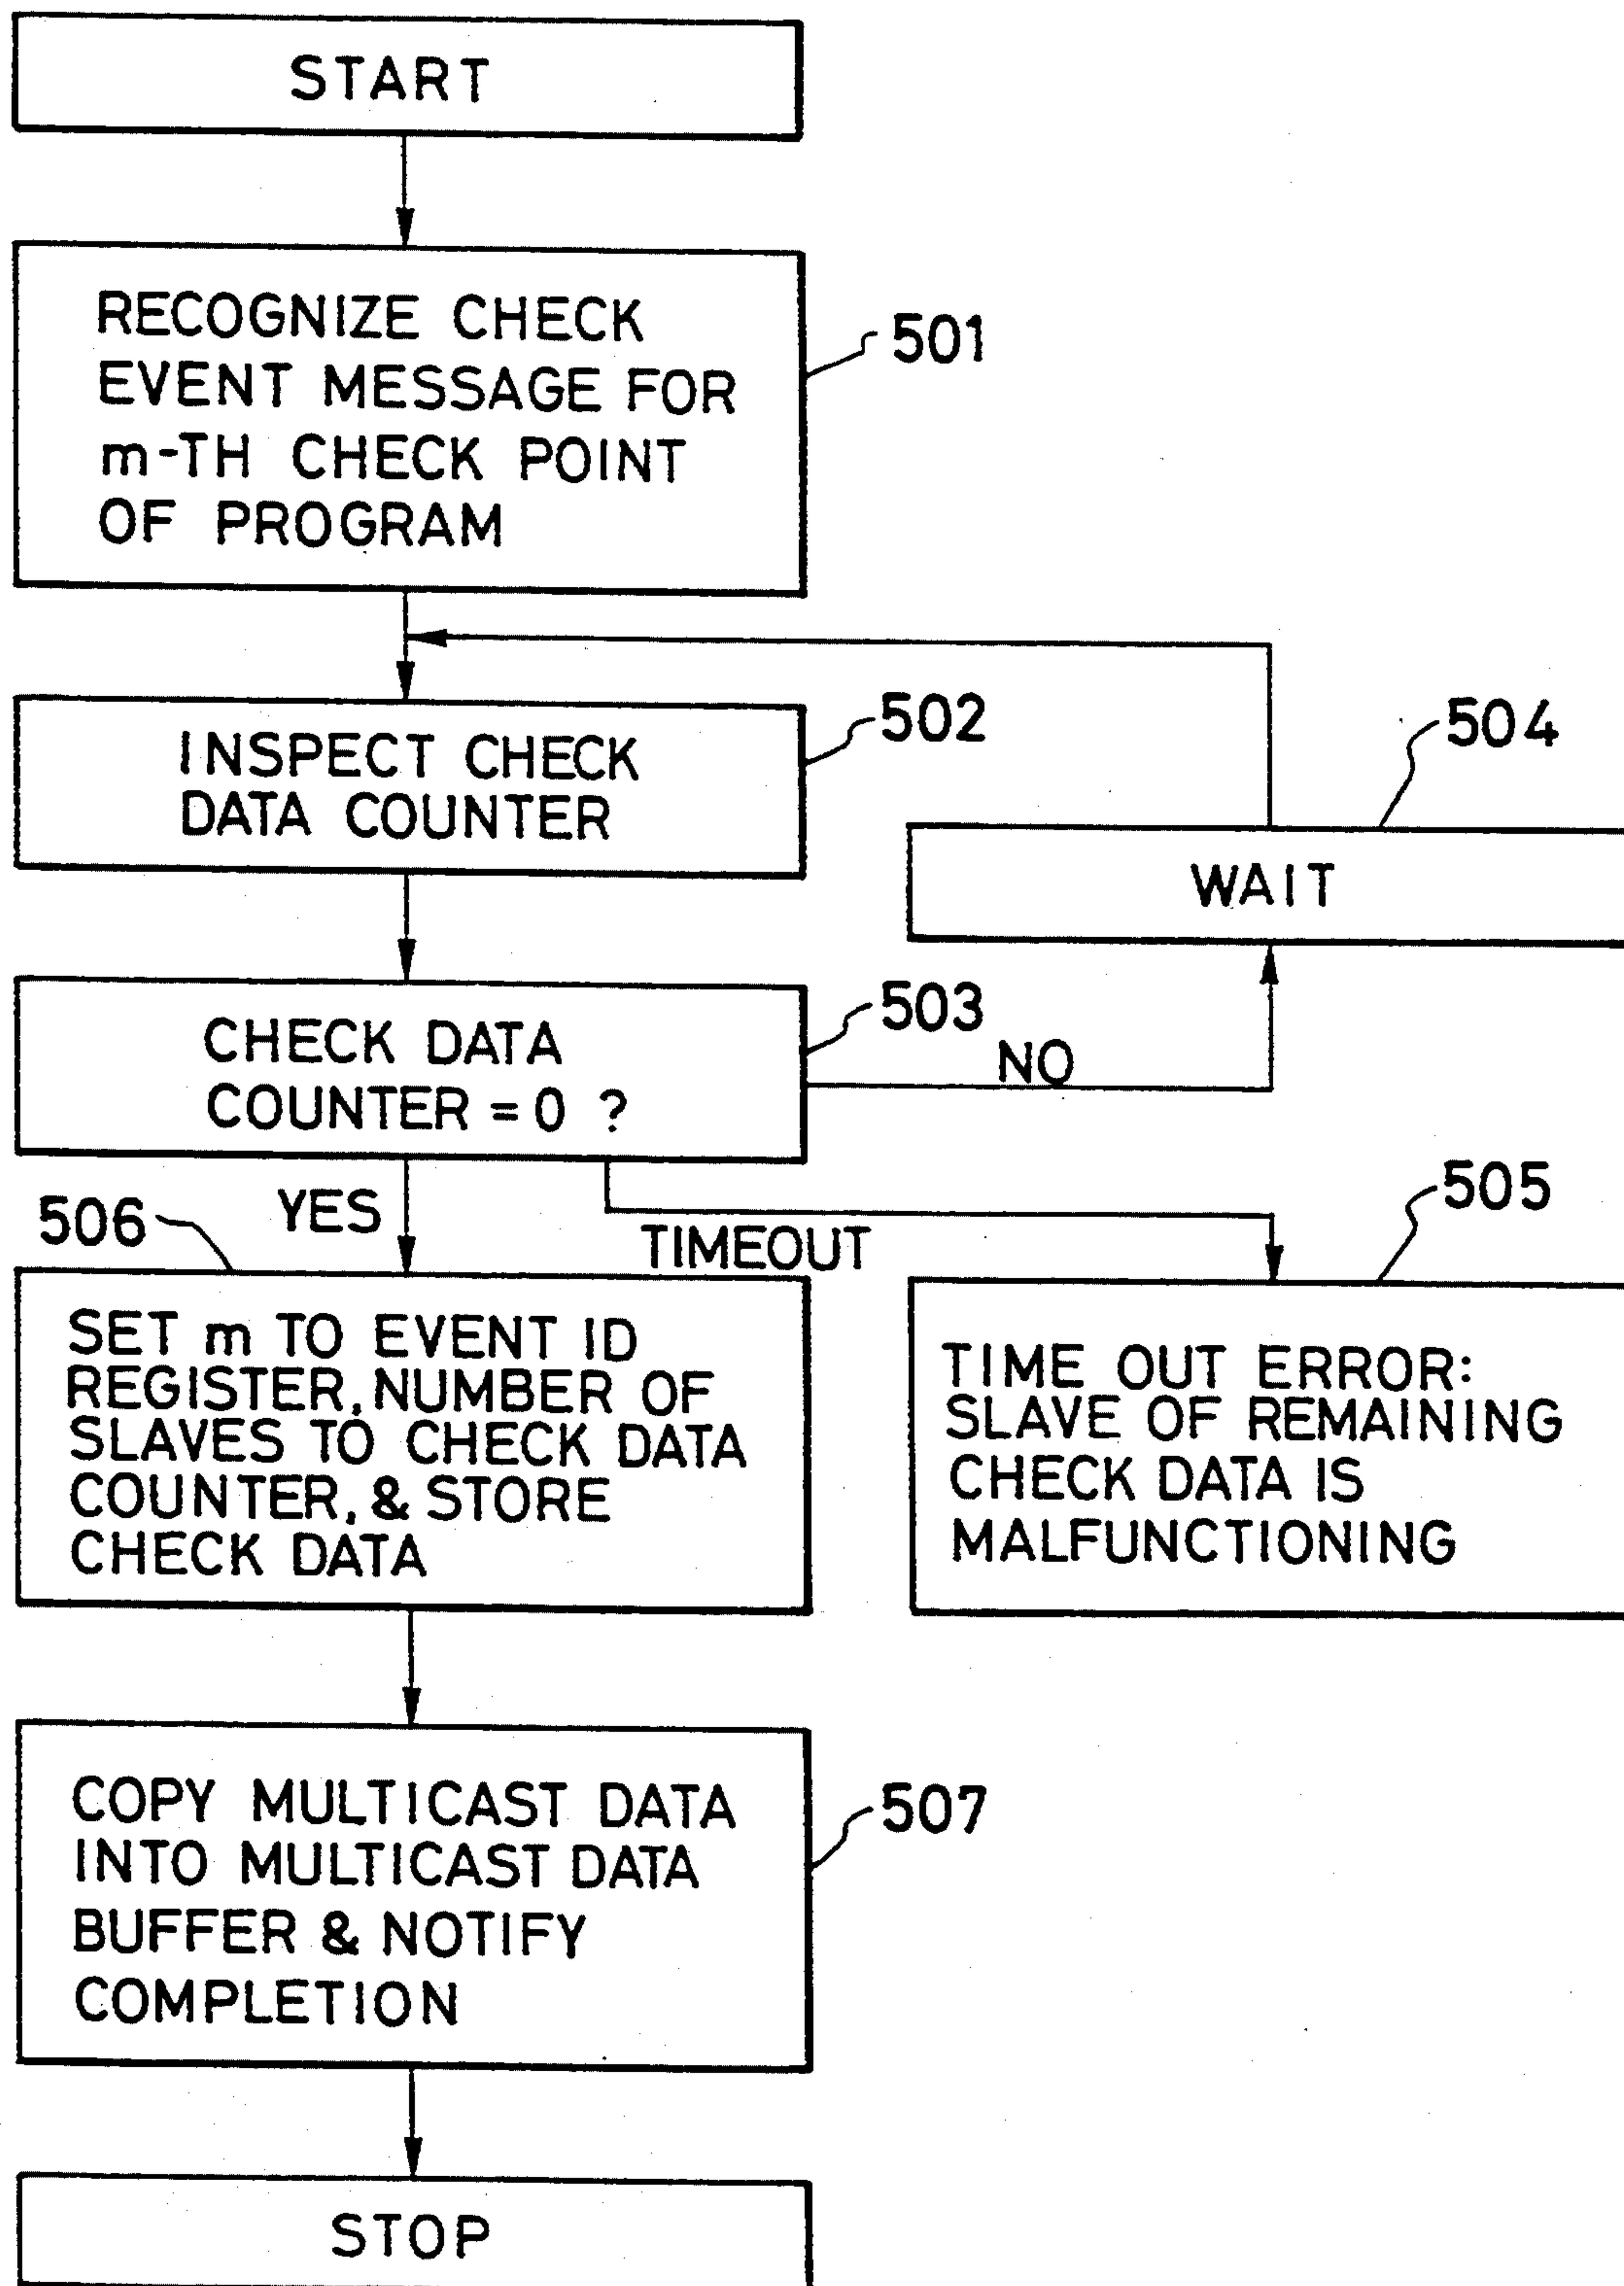 START
RECOGNIZE CHECK
EVENT MESSAGE FOR
m-TH CHECK POINT
OF PROGRAM
501
INSPECT CHECK
DATA COUNTER
502
504
WAIT
CHECK DATA
COUNTER = 0 ?
503
NO
YES
TIMEOUT
506
505
SET m TO EVENT ID
REGISTER, NUMBER OF
SLAVES TO CHECK DATA
COUNTER, & STORE
CHECK DATA
TIME OUT ERROR:
SLAVE OF REMAINING
CHECK DATA IS
MALFUNCTIONING
COPY MULTICAST DATA
INTO MULTICAST DATA
BUFFER & NOTIFY
COMPLETION
507
STOP